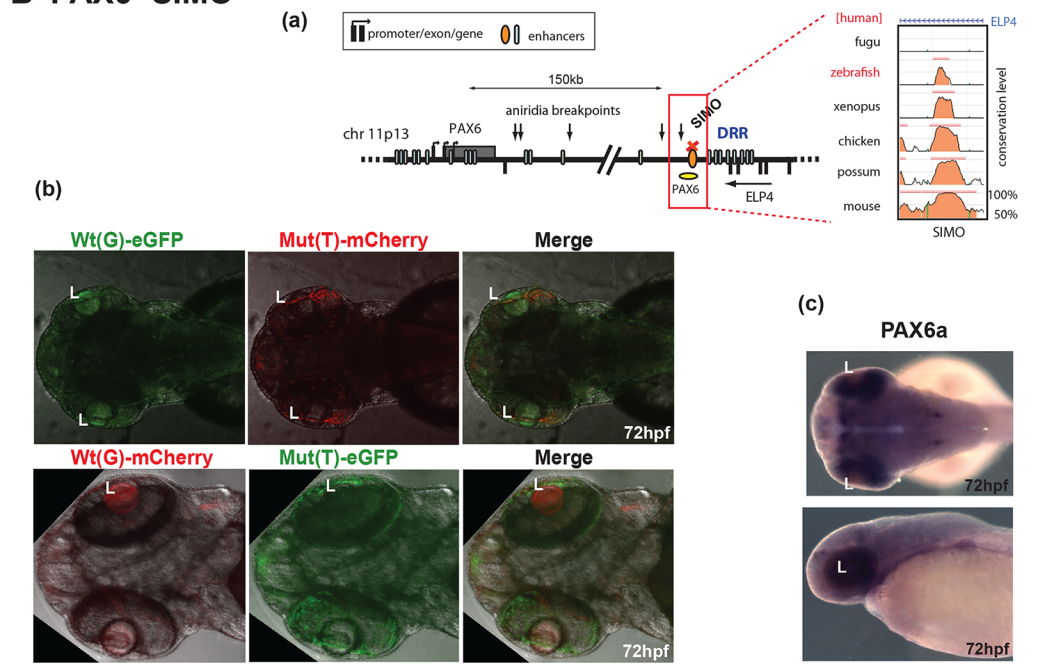 B PAX6-SIMO
(a)
promoter/exon/gene
enhancers
150kb
aniridia breakpoints
chr 11p13
PAX6
SIMO
DRR
PAX6
ELP4
[human]
ELP4
fugu
zebrafish
xenopus
chicken
possum
mouse
conservation level
100%
50%
SIMO
(b)
Wt(G)-eGFP
Mut(T)-mCherry
Merge
L
L
L
L
L
L
72hpf
Wt(G)-mCherry
Mut(T)-eGFP
Merge
L
L
L
72hpf
(c)
PAX6a
L
L
72hpf
L
72hpf